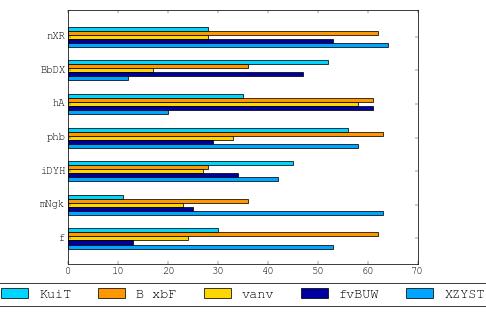 nXR
BbDX
hA
phb
iDYH
mNgk
f
0 10 20 30 40 50 60 70
KuiT B xbF vanv fvBUW XZYST